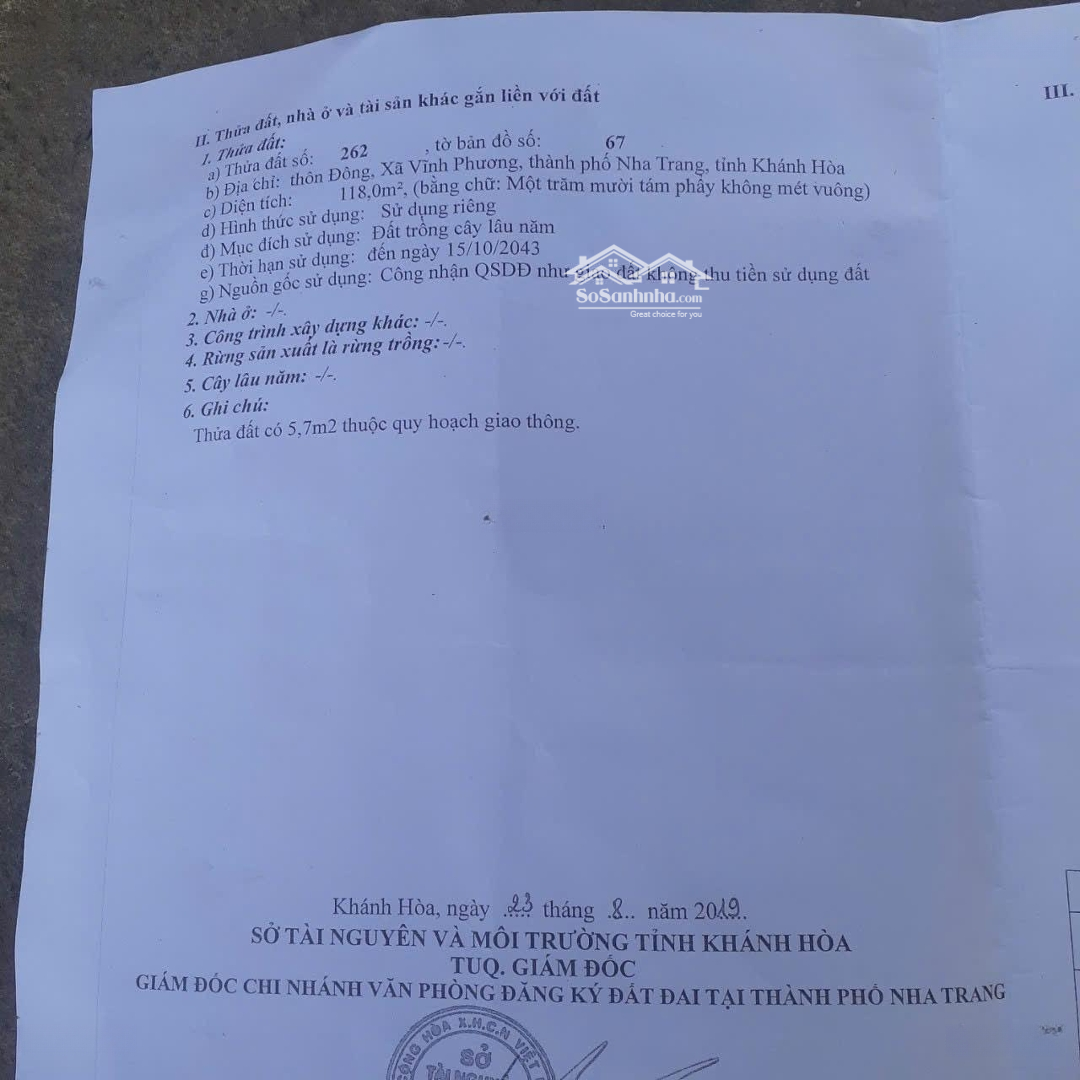 II. Thửa đất, nhà ở và tài sản khác gắn liền với đất
III.
1. Thửa đất:
a) Thửa đất số: 262 , tờ bản đồ số: 67
b) Địa chỉ: thôn Đông, Xã Vĩnh Phương, thành phố Nha Trang, tỉnh Khánh Hòa
c) Diện tích: 118,0m², (bằng chữ: Một trăm mười tám phẩy không mét vuông)
d) Hình thức sử dụng: Sử dụng riêng
đ) Mục đích sử dụng: Đất trồng cây lâu năm
e) Thời hạn sử dụng: đến ngày 15/10/2043
g) Nguồn gốc sử dụng: Công nhận QSDĐ như giao đất không thu tiền sử dụng đất
SoSanhnha.com
Great choice for you
2. Nhà ở: -/-.
3. Công trình xây dựng khác: -/-.
4. Rừng sản xuất là rừng trồng: -/-.
5. Cây lâu năm: -/-.
6. Ghi chú:
Thửa đất có 5,7m2 thuộc quy hoạch giao thông.
Khánh Hòa, ngày 23 tháng 8 năm 2019.
SỞ TÀI NGUYÊN VÀ MÔI TRƯỜNG TỈNH KHÁNH HÒA
TUQ. GIÁM ĐỐC
GIÁM ĐỐC CHI NHÁNH VĂN PHÒNG ĐĂNG KÝ ĐẤT ĐAI TẠI THÀNH PHỐ NHA TRANG
HÒA X.H.C.N VIỆT
SỞ